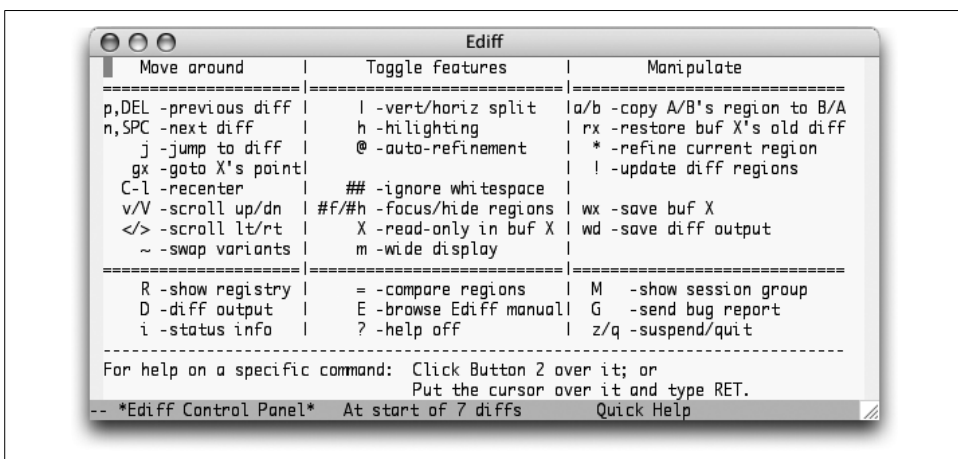 Ediff
Move around | Toggle features | Manipulate
=====================|===========================|=============================
p,DEL -previous diff | | -vert/horiz split |a/b -copy A/B's region to B/A
n,SPC -next diff | h -hilighting | rx -restore buf X's old diff
j -jump to diff | @ -auto-refinement | * -refine current region
gx -goto X's point| | ! -update diff regions
C-l -recenter | ## -ignore whitespace |
v/V -scroll up/dn | #f/#h -focus/hide regions | wx -save buf X
</> -scroll lt/rt | X -read-only in buf X | wd -save diff output
~ -swap variants | m -wide display |
=====================|===========================|=============================
R -show registry | = -compare regions | M -show session group
D -diff output | E -browse Ediff manual| G -send bug report
i -status info | ? -help off | z/q -suspend/quit
-------------------------------------------------------------------------------
For help on a specific command: Click Button 2 over it; or
Put the cursor over it and type RET.
-- *Ediff Control Panel* At start of 7 diffs Quick Help